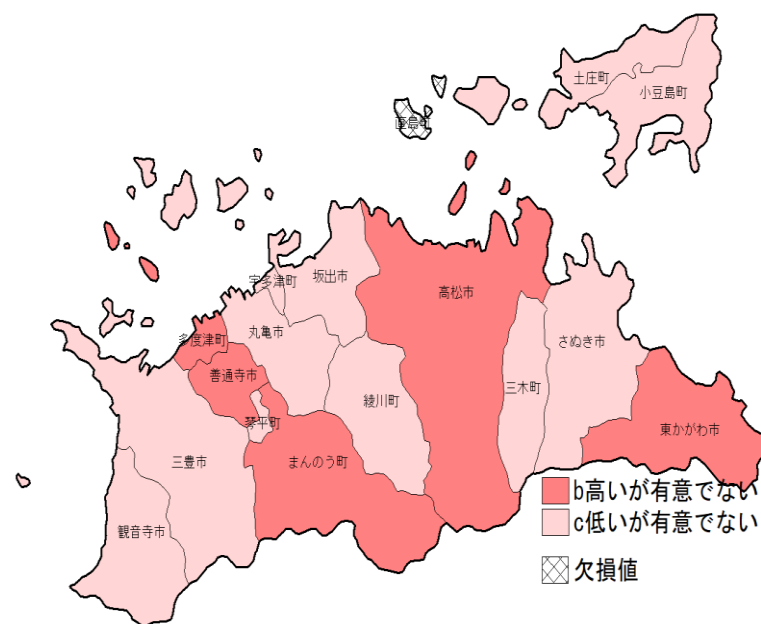 土庄町
小豆島町
直島町
宇多津町
坂出市
高松市
多度津町
丸亀市
さぬき市
善通寺市
三木町
綾川町
琴平町
東かがわ市
三豊市
まんのう町
観音寺市
b高いが有意でない
c低いが有意でない
欠損値